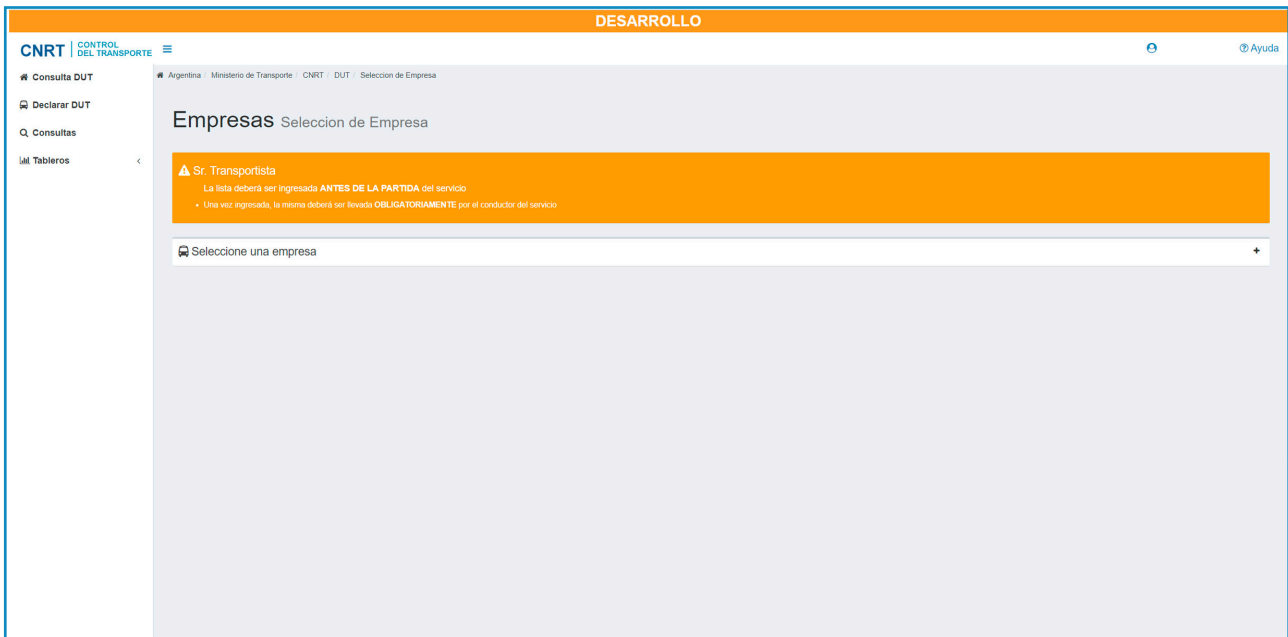 DESARROLLO
CNRT CONTROL
DEL TRANSPORTE
Ayuda
Consulta DUT
Declarar DUT
Consultas
Tableros
Argentina / Ministerio de Transporte / CNRT / DUT / Seleccion de Empresa
Empresas Seleccion de Empresa
Sr. Transportista
La lista deberá ser ingresada ANTES DE LA PARTIDA del servicio
• Una vez ingresada, la misma deberá ser llevada OBLIGATORIAMENTE por el conductor del servicio
Seleccione una empresa +